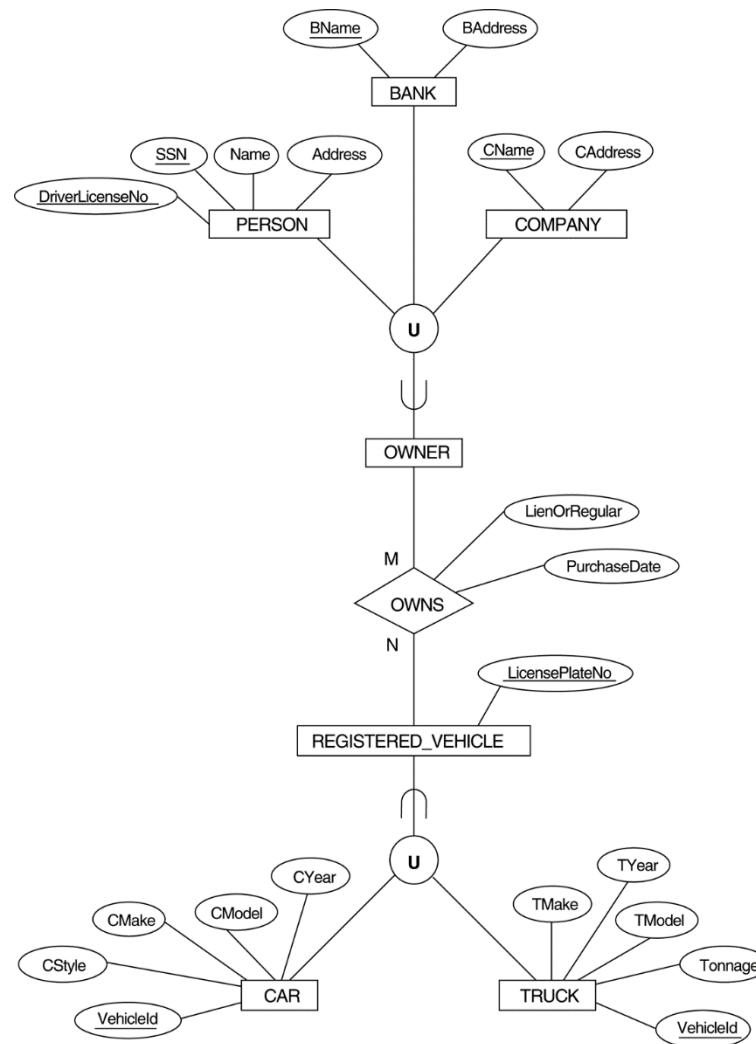 BName
BAddress
BANK
SSN
Name
Address
CName
CAddress
DriverLicenseNo
PERSON
COMPANY
U
OWNER
LienOrRegular
M
PurchaseDate
OWNS
N
LicensePlateNo
REGISTERED_VEHICLE
U
TYear
CYear
TMake
CModel
CMake
TModel
CStyle
Tonnage
CAR
TRUCK
VehicleId
VehicleId